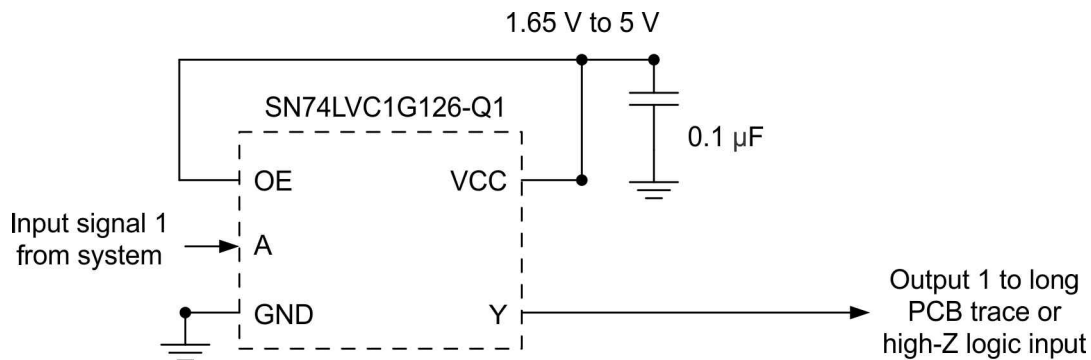 1.65 V to 5 V
SN74LVC1G126-Q1
0.1 µF
OE
VCC
Input signal 1
from system
A
GND
Y
Output 1 to long
PCB trace or
high-Z logic input